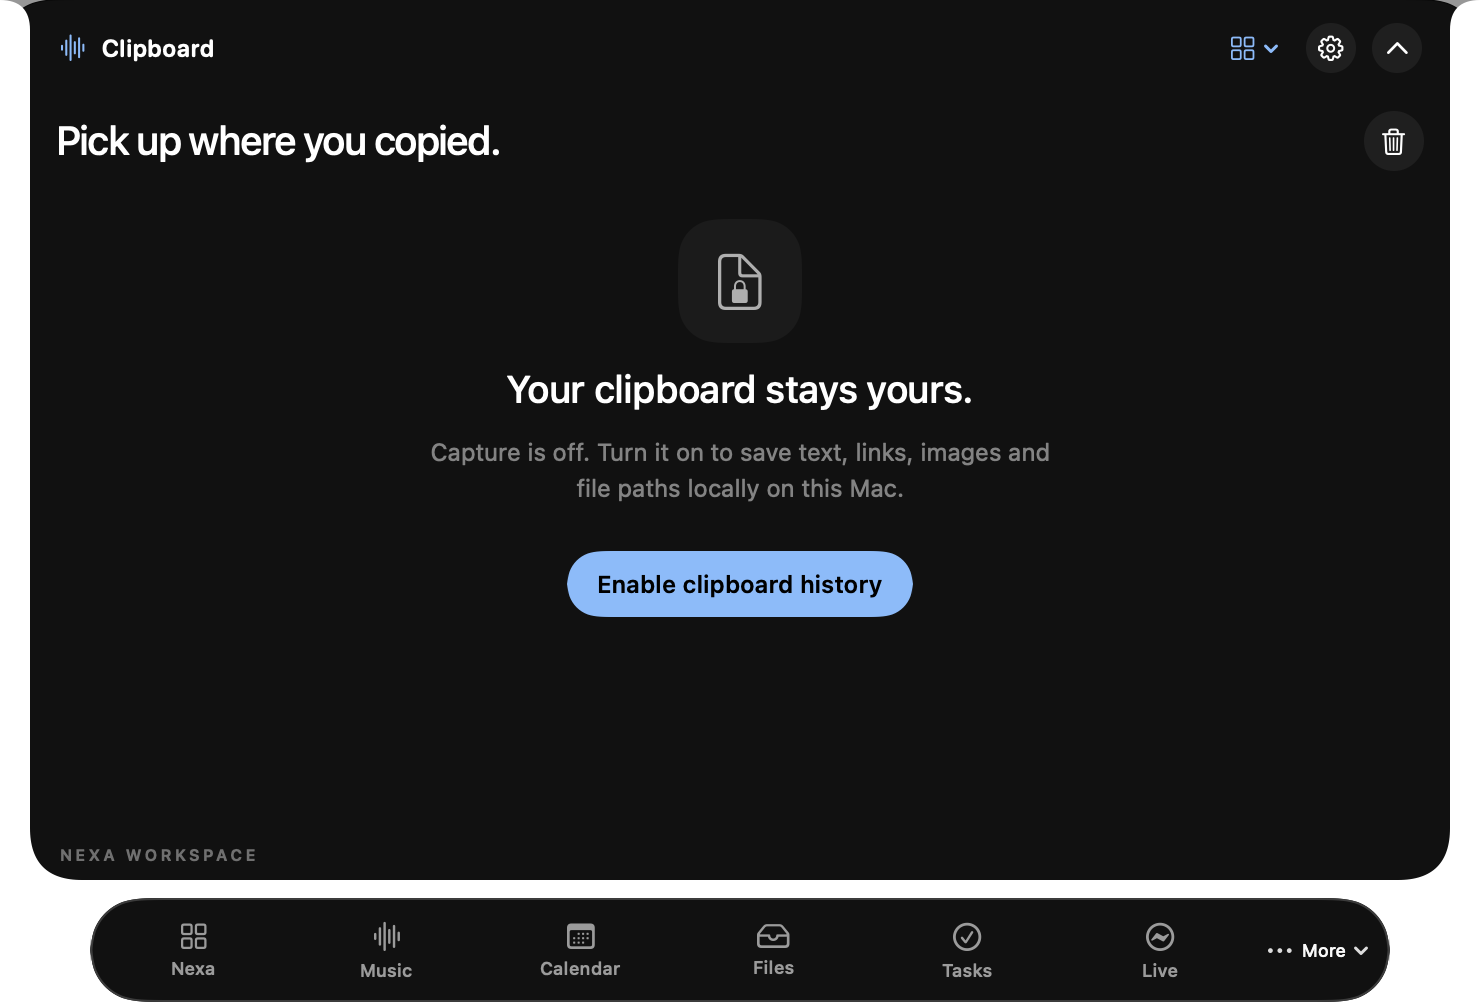 Clipboard
Pick up where you copied.
Your clipboard stays yours.
Capture is off. Turn it on to save text, links, images and
file paths locally on this Mac.
Enable clipboard history
NEXA WORKSPACE
Nexa
Music
Calendar
Files
Tasks
Live
More